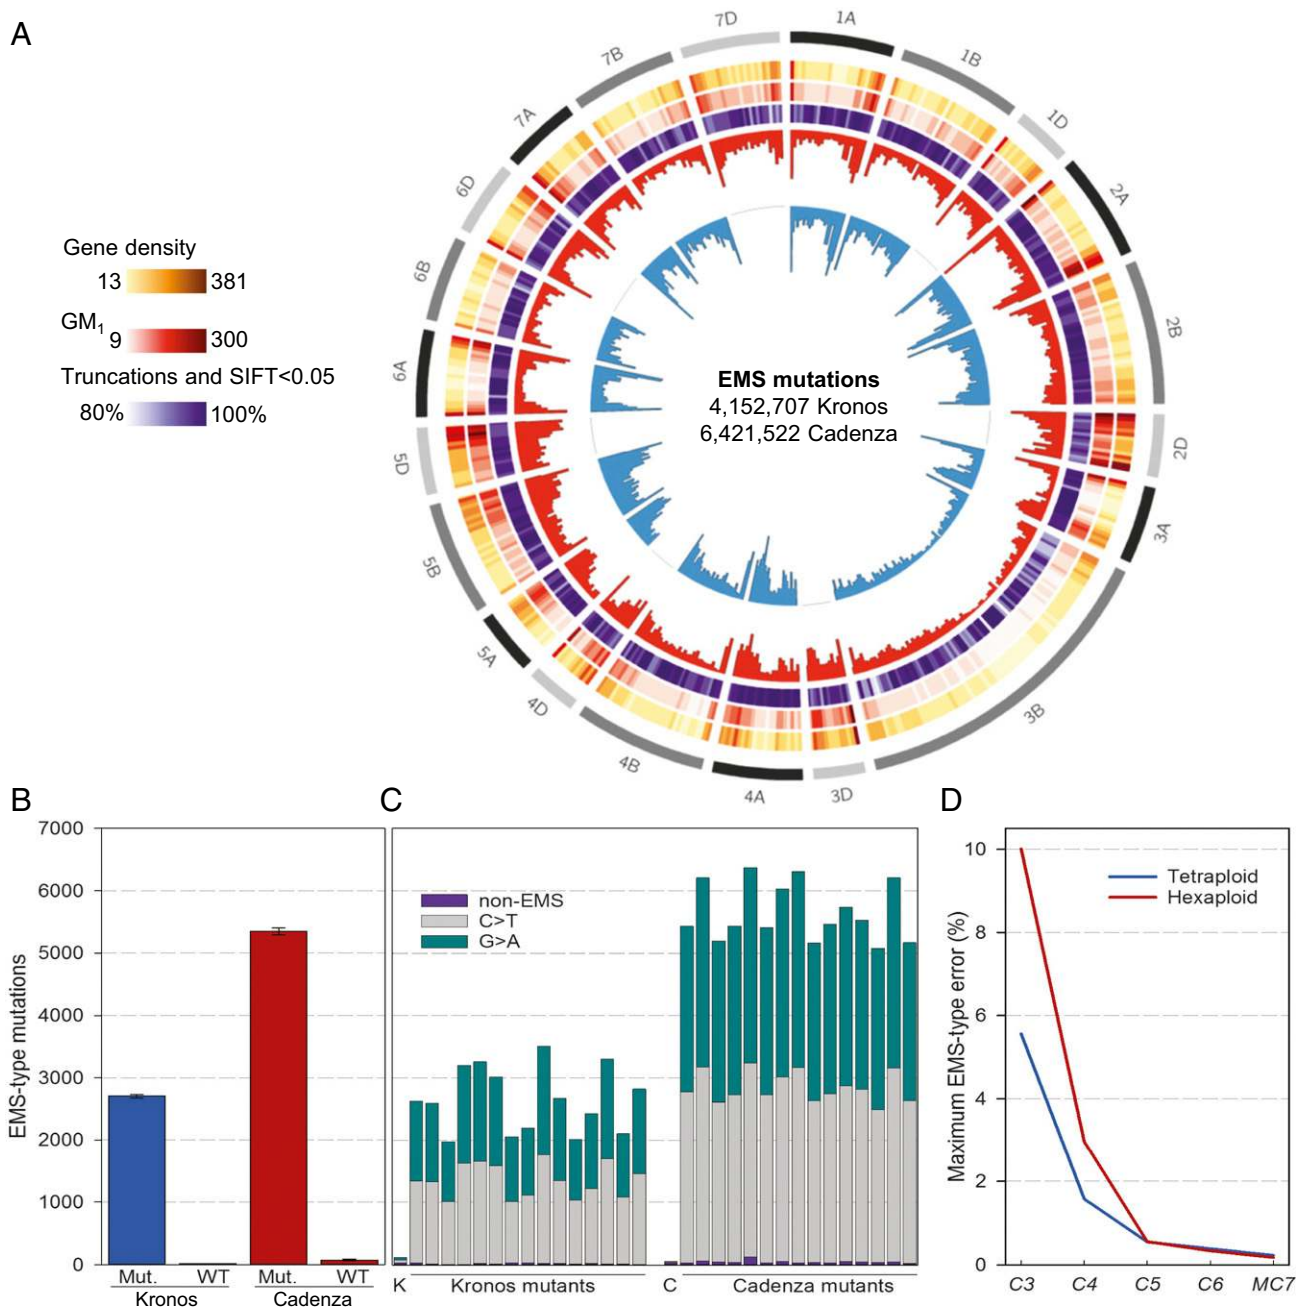 A
7D
1A
7B
1B
7A
1D
6D
2A
6B
2B
6A
2D
5D
3A
5B
3B
5A
4D
4B
4A
3D
Gene density
13 381
GM1
9 300
Truncations and SIFT<0.05
80% 100%
EMS mutations
4,152,707 Kronos
6,421,522 Cadenza
B
EMS-type mutations
7000
6000
5000
4000
3000
2000
1000
0
Mut. WT Mut. WT
Kronos Cadenza
C
non-EMS
C>T
G>A
K Kronos mutants C Cadenza mutants
D
Maximum EMS-type error (%)
10
8
6
4
2
0
Tetraploid
Hexaploid
C3 C4 C5 C6 MC7